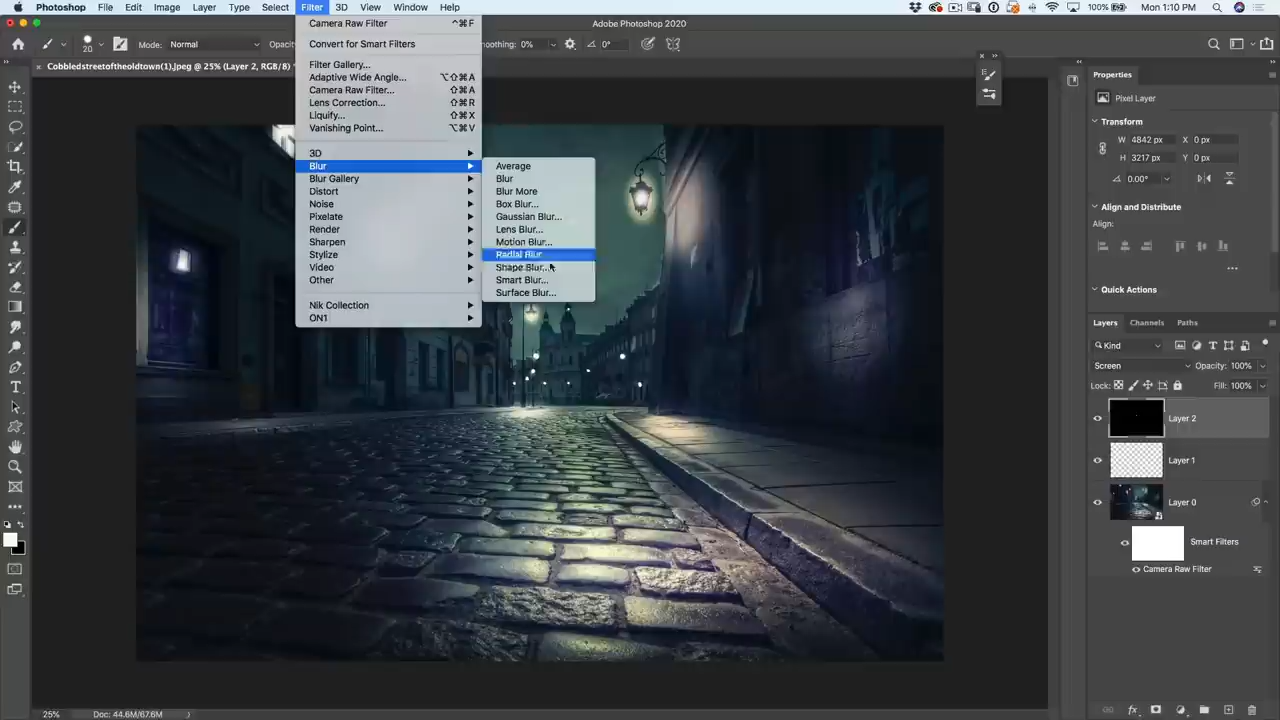 Photoshop File Edit Image Layer Type Select Filter 3D View Window Help 100% Mon 1:10 PM
Adobe Photoshop 2020
20 Mode: Normal Opaci moothing: 0% 0°
Cobbledstreetoftheoldtown(1).jpeg @ 25% (Layer 2, RGB/8) *
Camera Raw Filter ^⌘F
Convert for Smart Filters
Filter Gallery...
Adaptive Wide Angle... ⌥⇧⌘A
Camera Raw Filter... ⇧⌘A
Lens Correction... ⇧⌘R
Liquify... ⇧⌘X
Vanishing Point... ⌥⌘V
3D
Blur
Blur Gallery
Distort
Noise
Pixelate
Render
Sharpen
Stylize
Video
Other
Nik Collection
ON1
Average
Blur
Blur More
Box Blur...
Gaussian Blur...
Lens Blur...
Motion Blur...
Radial Blur...
Shape Blur...
Smart Blur...
Surface Blur...
Properties
Pixel Layer
Transform
W 4842 px X 0 px
H 3217 px Y 0 px
0.00°
Align and Distribute
Align:
Quick Actions
Layers Channels Paths
Kind
Screen Opacity: 100%
Lock: Fill: 100%
Layer 2
Layer 1
Layer 0
Smart Filters
Camera Raw Filter
25% Doc: 44.6M/67.6M